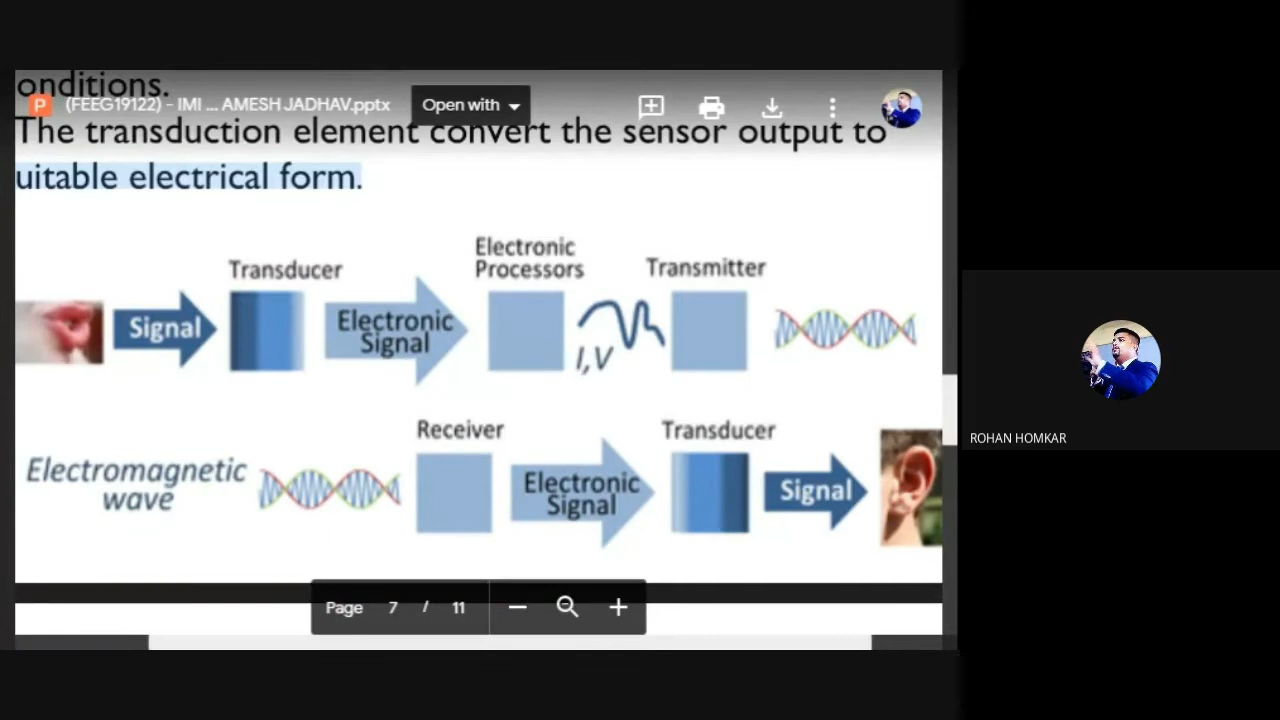 onditions.
(FEEG19122) - IMI ... AMESH JADHAV.pptx
Open with
The transduction element convert the sensor output to
uitable electrical form.
Electronic
Processors
Transducer
Transmitter
Signal
Electronic
Signal
I,V
Receiver
Transducer
Electromagnetic
wave
Electronic
Signal
Signal
ROHAN HOMKAR
Page 7 / 11